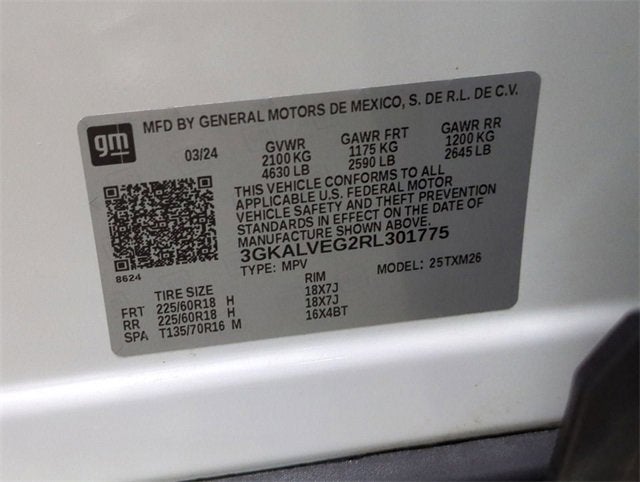 gm
MFD BY GENERAL MOTORS DE MEXICO, S. DE R.L. DE C.V.
03/24 GVWR GAWR FRT GAWR RR
2100 KG 1175 KG 1200 KG
4630 LB 2590 LB 2645 LB
THIS VEHICLE CONFORMS TO ALL
APPLICABLE U.S. FEDERAL MOTOR
VEHICLE SAFETY AND THEFT PREVENTION
STANDARDS IN EFFECT ON THE DATE OF
MANUFACTURE SHOWN ABOVE.
3GKALVEG2RL301775
8624
TYPE: MPV MODEL: 25TXM26
TIRE SIZE RIM
FRT 225/60R18 H 18X7J
RR 225/60R18 H 18X7J
SPA T135/70R16 M 16X4BT